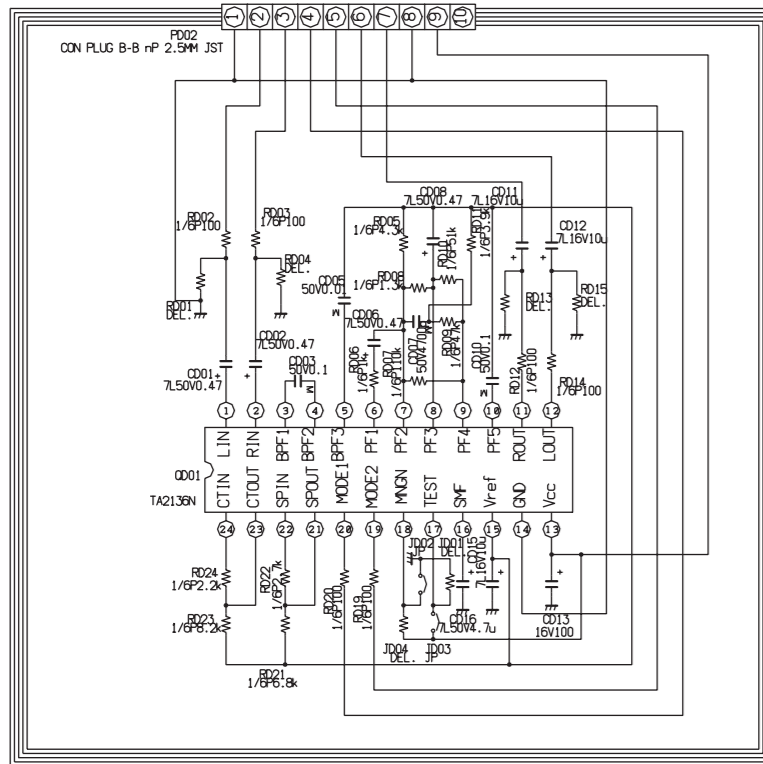 1 2 3 4 5 6 7 8 9 10
PD02
CON PLUG B-B nP 2.5MM JST
CD08
7L50V0.47
CD11
7L16V10u
RD02
1/6P100
RD03
1/6P100
RD05
1/6P4.3k
RD10
1/6P51k
RD11
1/6P3.9k
CD12
7L16V10u
RD04
DEL.
RD01
DEL.
CD05
50V0.01
M
RD08
1/6P1.3k
RD13
DEL.
RD15
DEL.
CD06
7L50V0.47
CD07
50V4700
M
RD09
1/6P47k
CD02
7L50V0.47
CD03
50V0.1
M
RD06
1/6P1k
RD07
1/6P110k
CD10
50V0.1
M
RD12
1/6P100
RD14
1/6P100
CD01
7L50V0.47
1 2 3 4 5 6 7 8 9 10 11 12
LIN RIN BPF1 BPF2 BPF3 PF1 PF2 PF3 PF4 PF5 ROUT LOUT
QD01
TA2136N
CTIN CTOUT SPIN SPOUT MODE1 MODE2 MNGN TEST SMF Vref GND Vcc
24 23 22 21 20 19 18 17 16 15 14 13
JD02
JP
JD01
DEL.
CD15
7L16V10u
RD24
1/6P2.2k
RD22
1/6P2.7k
RD20
1/6P100
RD19
1/6P100
RD23
1/6P8.2k
CD16
7L50V4.7u
CD13
16V100
JD04
DEL.
JD03
JP
RD21
1/6P6.8k